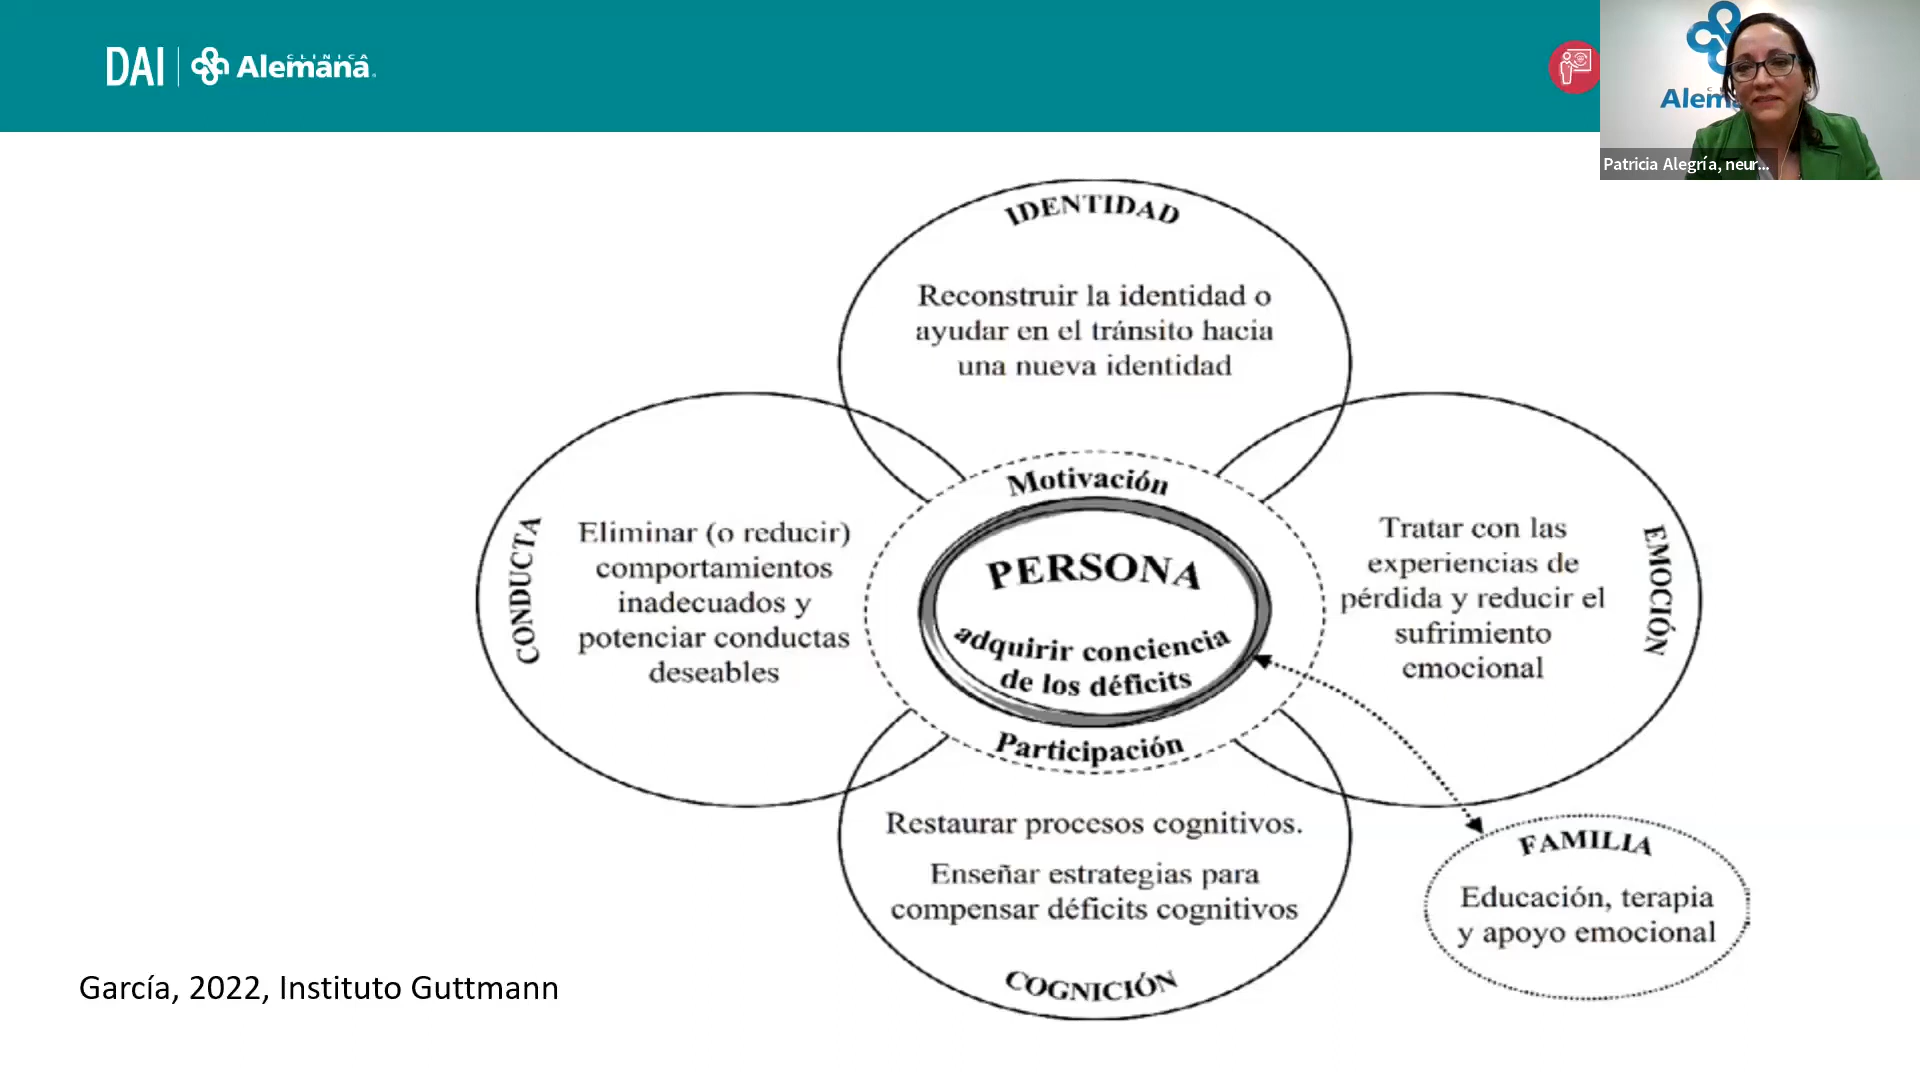 DAI
CLINICA
Alemana
Alem
Patricia Alegría, neur...
IDENTIDAD
Reconstruir la identidad o
ayudar en el tránsito hacia
una nueva identidad
CONDUCTA
Eliminar (o reducir)
comportamientos
inadecuados y
potenciar conductas
deseables
Motivación
PERSONA
adquirir conciencia
de los déficits
Participación
Tratar con las
experiencias de
pérdida y reducir el
sufrimiento
emocional
EMOCIÓN
Restaurar procesos cognitivos.
Enseñar estrategias para
compensar déficits cognitivos
COGNICIÓN
FAMILIA
Educación, terapia
y apoyo emocional
García, 2022, Instituto Guttmann